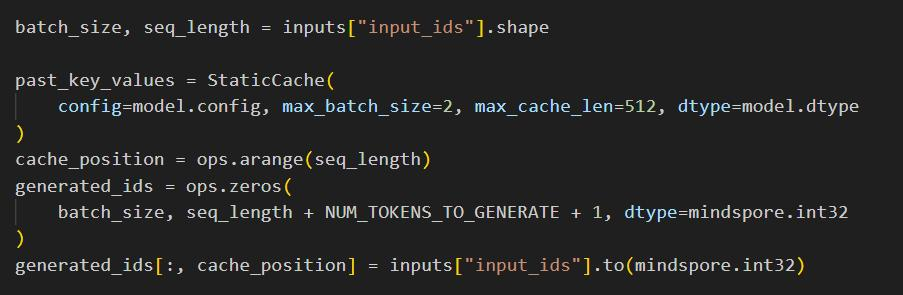 batch_size, seq_length = inputs["input_ids"].shape
past_key_values = StaticCache(
    config=model.config, max_batch_size=2, max_cache_len=512, dtype=model.dtype
)
cache_position = ops.arange(seq_length)
generated_ids = ops.zeros(
    batch_size, seq_length + NUM_TOKENS_TO_GENERATE + 1, dtype=mindspore.int32
)
generated_ids[:, cache_position] = inputs["input_ids"].to(mindspore.int32)